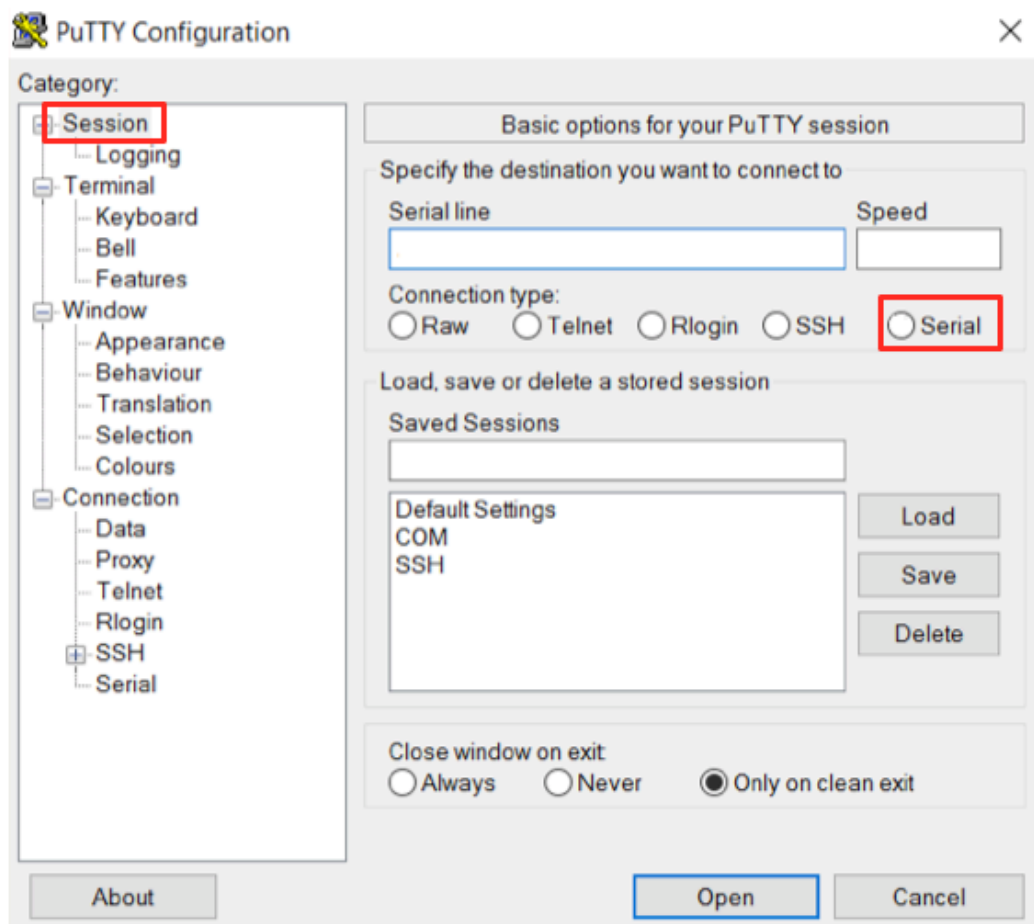 PuTTY Configuration
Category:
Session
Logging
Terminal
Keyboard
Bell
Features
Window
Appearance
Behaviour
Translation
Selection
Colours
Connection
Data
Proxy
Telnet
Rlogin
SSH
Serial
Basic options for your PuTTY session
Specify the destination you want to connect to
Serial line Speed
Connection type:
Raw Telnet Rlogin SSH Serial
Load, save or delete a stored session
Saved Sessions
Default Settings
COM
SSH
Load
Save
Delete
Close window on exit:
Always Never Only on clean exit
About Open Cancel